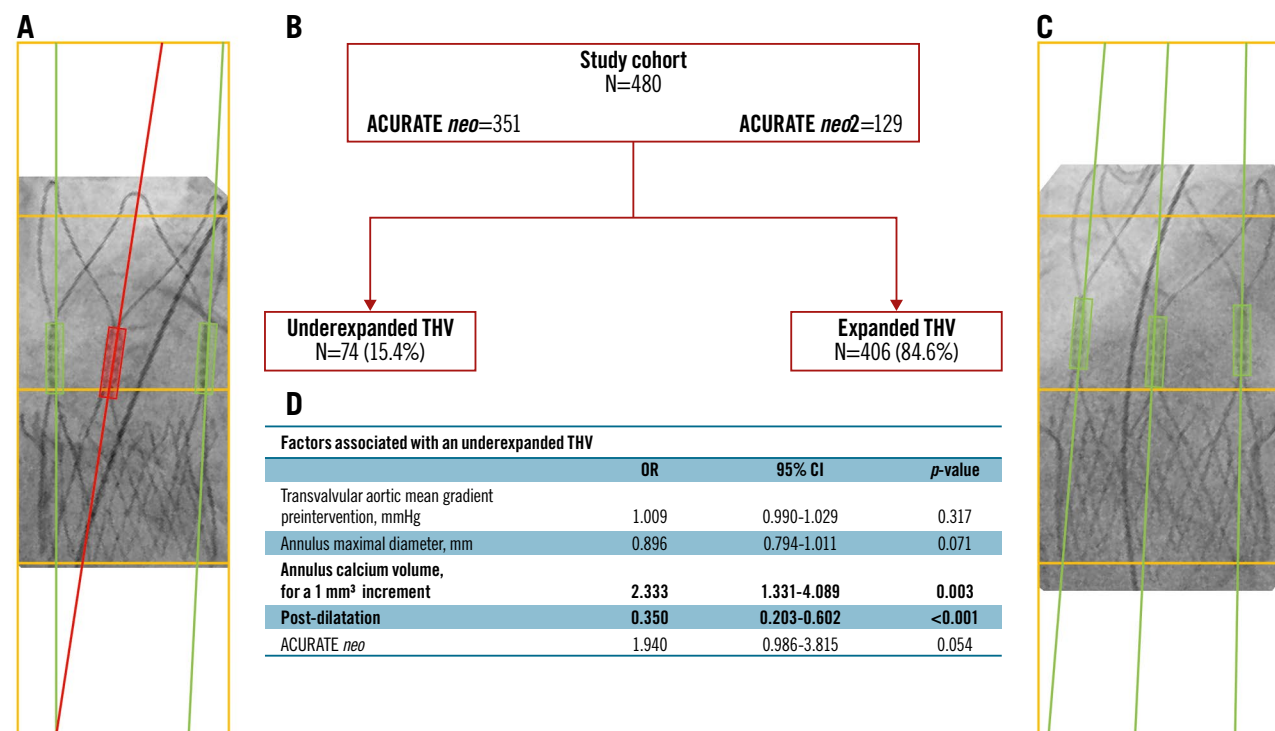 A
B
C
Study cohort
N=480
ACURATE neo=351 ACURATE neo2=129
Underexpanded THV
N=74 (15.4%)
Expanded THV
N=406 (84.6%)
D
Factors associated with an underexpanded THV
OR 95% CI p-value
Transvalvular aortic mean gradient
preintervention, mmHg 1.009 0.990-1.029 0.317
Annulus maximal diameter, mm 0.896 0.794-1.011 0.071
Annulus calcium volume,
for a 1 mm³ increment 2.333 1.331-4.089 0.003
Post-dilatation 0.350 0.203-0.602 <0.001
ACURATE neo 1.940 0.986-3.815 0.054